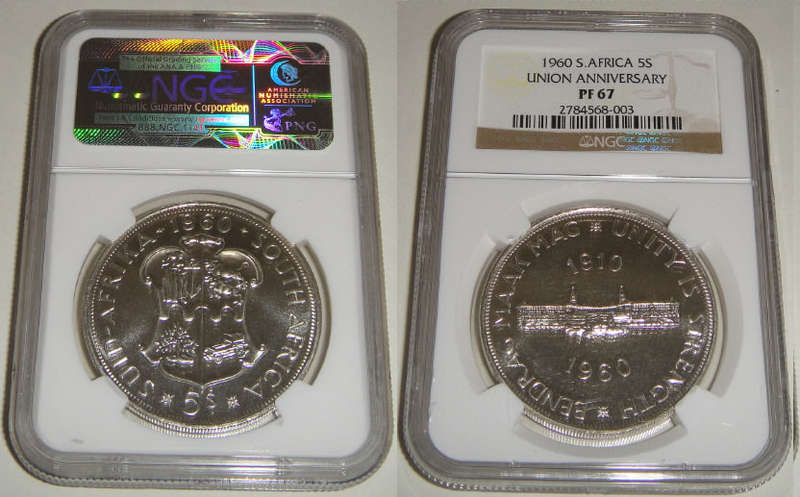 NGC
Numismatic Guaranty Corporation
AMERICAN
NUMISMATIC
ASSOCIATION
PNG
SUID-AFRIKA · 1960 · SOUTH AFRICA
5S
1960 S.AFRICA 5S
UNION ANNIVERSARY
PF 67
2784568-003
NGC
EENDRAG MAAK MAG UNITY IS STRENGTH
1910
1960